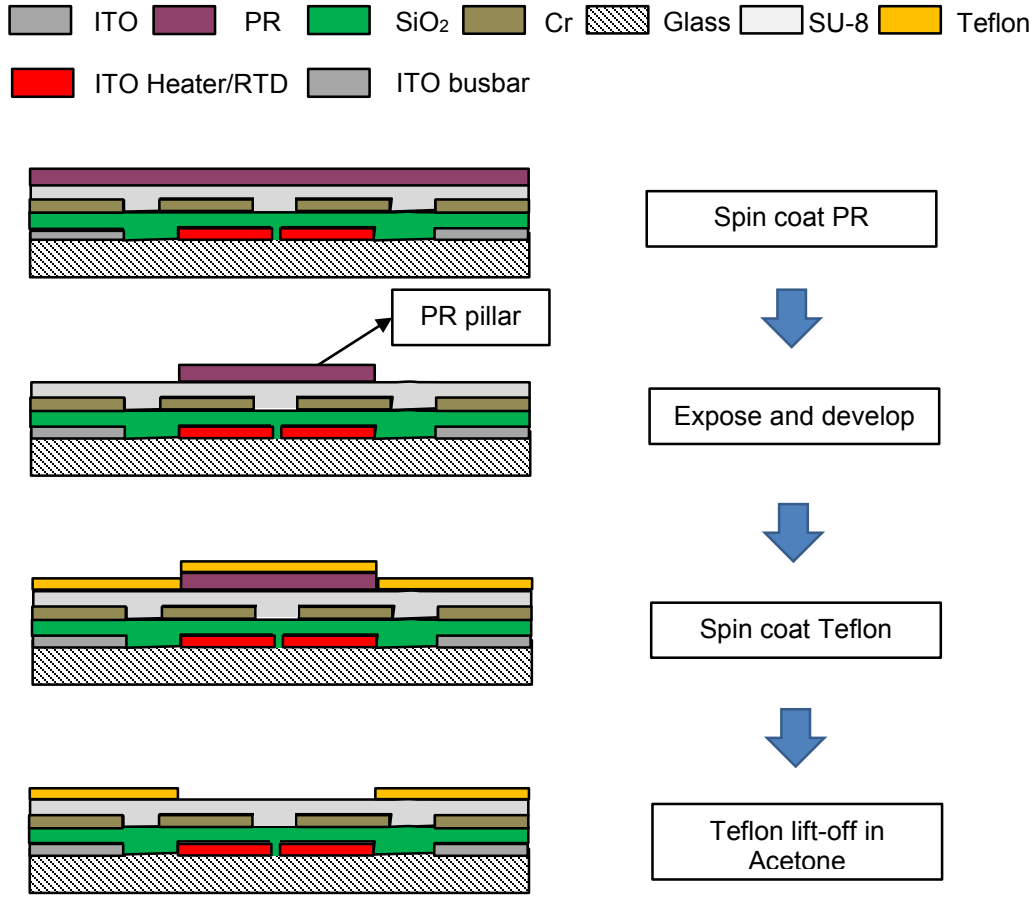 ITO PR SiO₂ Cr Glass SU-8 Teflon
ITO Heater/RTD ITO busbar
Spin coat PR
PR pillar
Expose and develop
Spin coat Teflon
Teflon lift-off in
Acetone